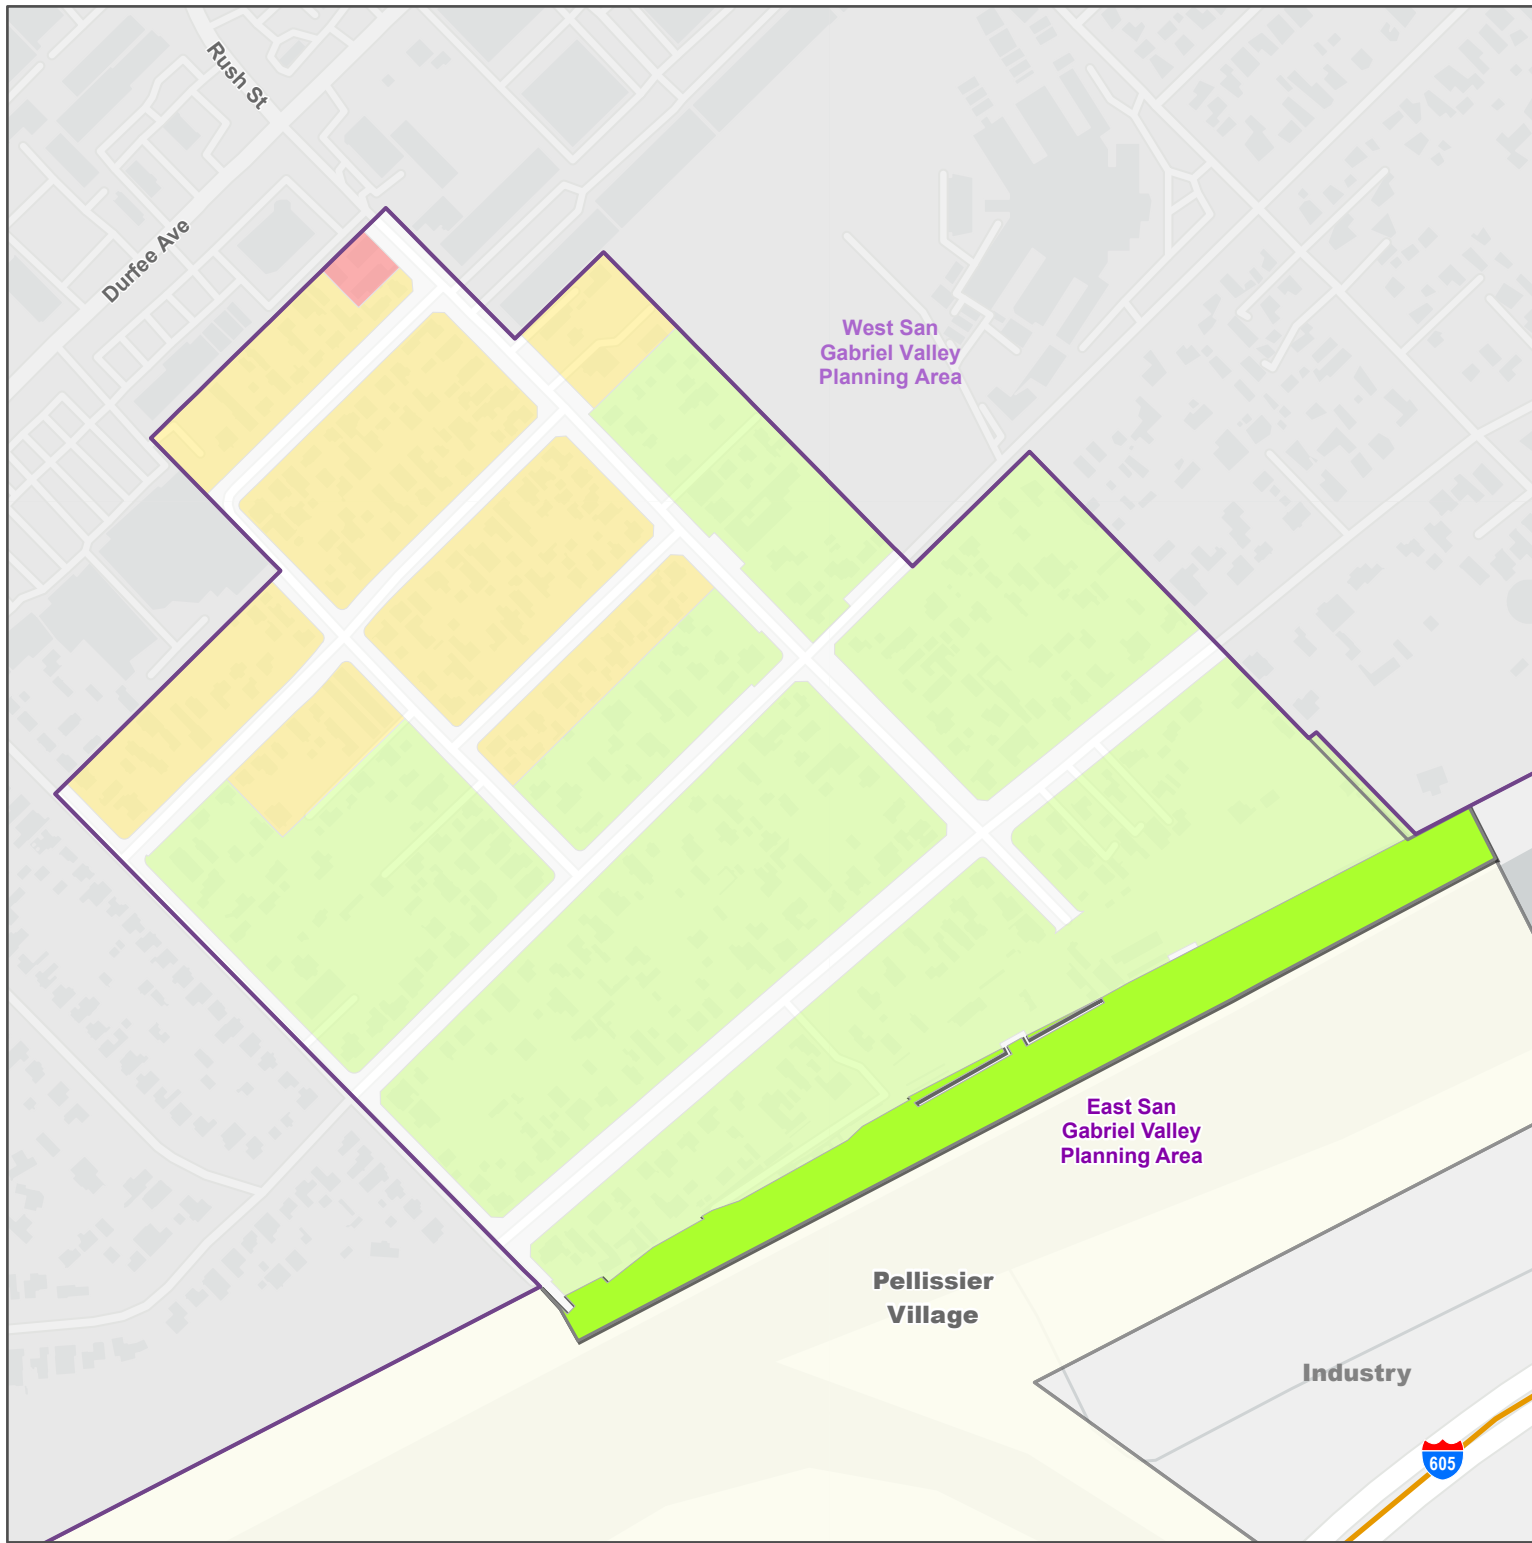 Rush St
Durfee Ave
West San
Gabriel Valley
Planning Area
East San
Gabriel Valley
Planning Area
Pellissier
Village
Industry
605